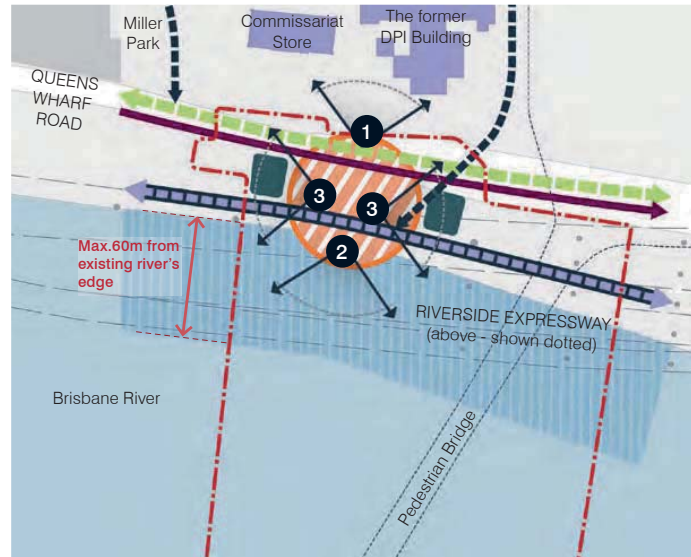 Miller
Park
Commissariat
Store
The former
DPI Building
QUEENS
WHARF
ROAD
1
3
3
2
Max.60m from
existing river's
edge
RIVERSIDE EXPRESSWAY
(above - shown dotted)
Brisbane River
Pedestrian Bridge